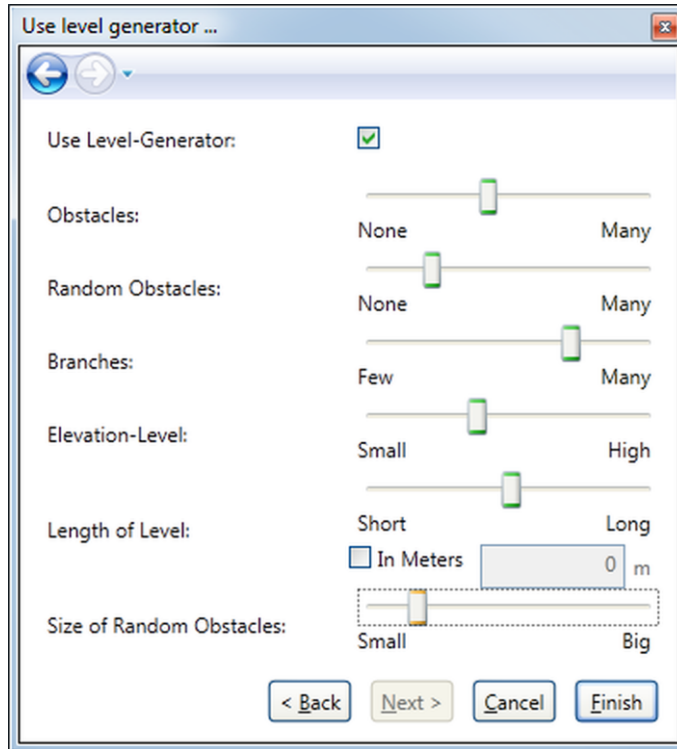 Use level generator ...
Use Level-Generator:
Obstacles:
None Many
Random Obstacles:
None Many
Branches:
Few Many
Elevation-Level:
Small High
Length of Level:
Short Long
In Meters 0 m
Size of Random Obstacles:
Small Big
< Back Next > Cancel Finish